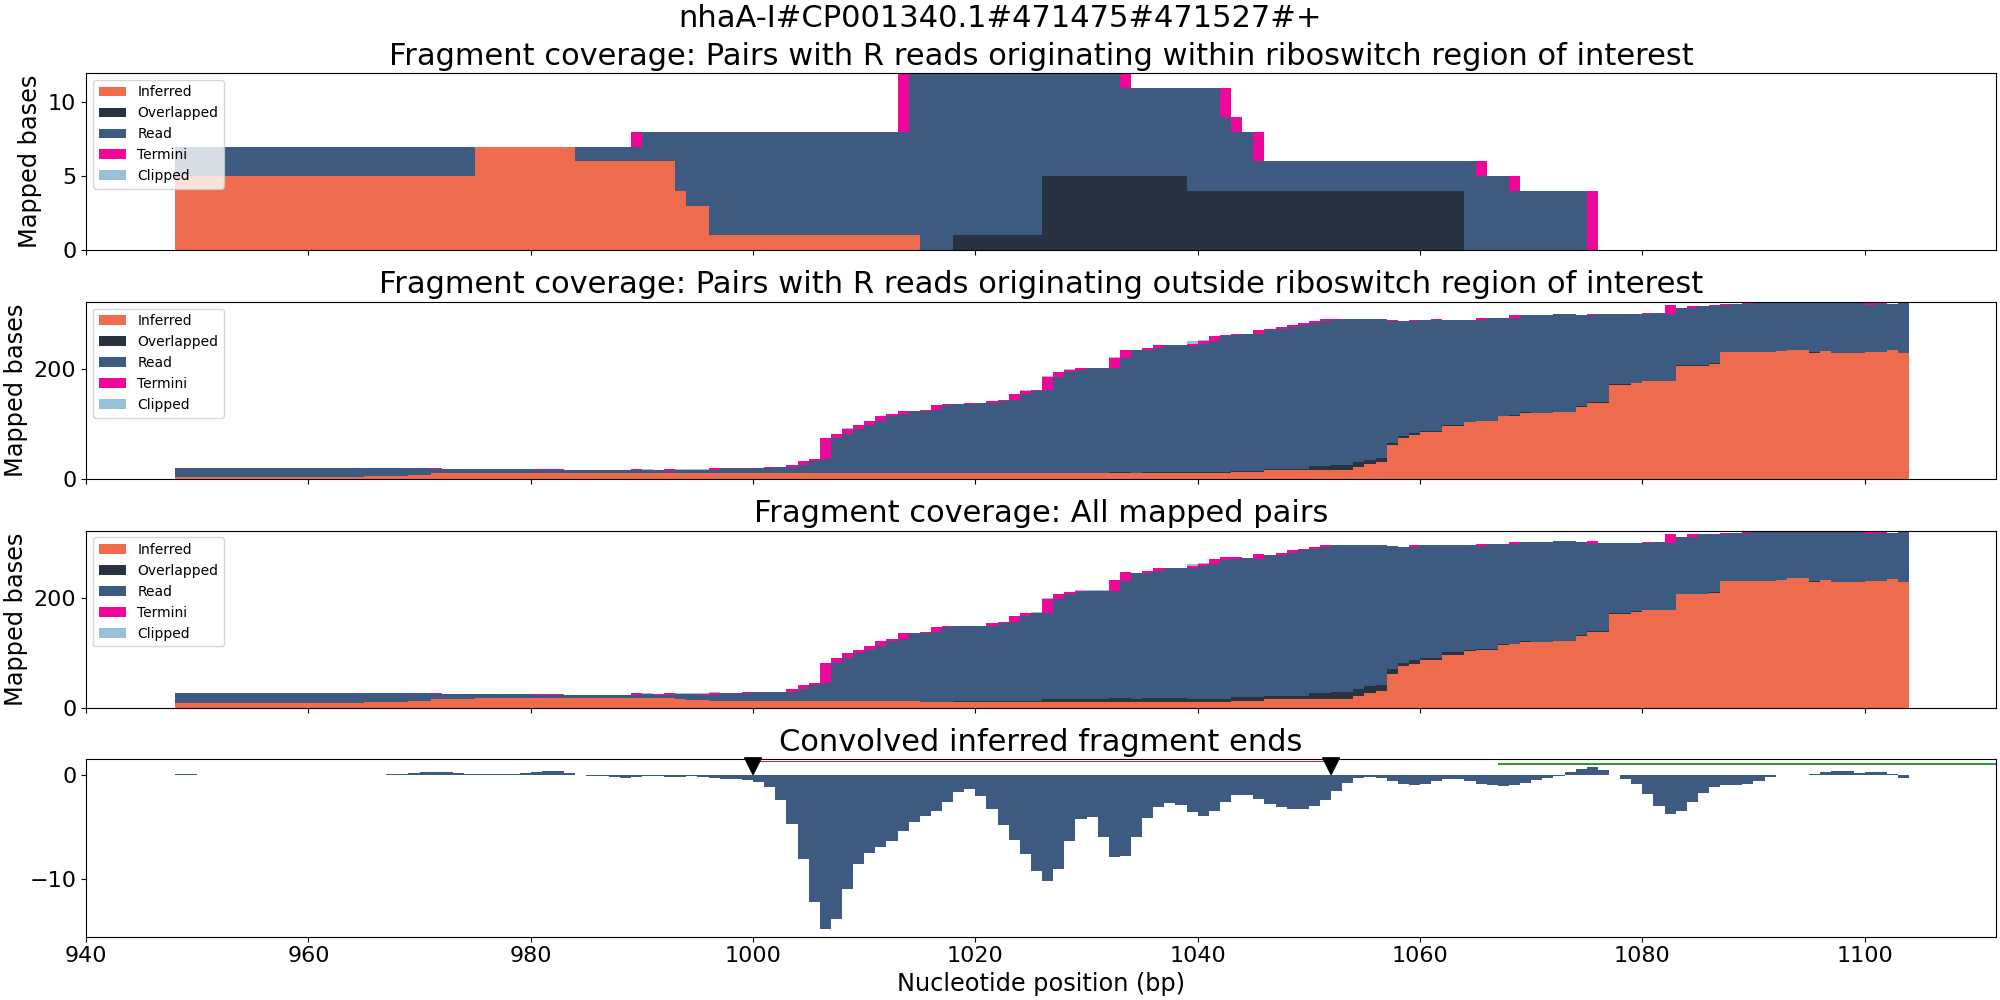 nhaA-I#CP001340.1#471475#471527#+
Fragment coverage: Pairs with R reads originating within riboswitch region of interest
Mapped bases
10
5
0
Inferred
Overlapped
Read
Termini
Clipped
Fragment coverage: Pairs with R reads originating outside riboswitch region of interest
Mapped bases
200
0
Inferred
Overlapped
Read
Termini
Clipped
Fragment coverage: All mapped pairs
Mapped bases
200
0
Inferred
Overlapped
Read
Termini
Clipped
Convolved inferred fragment ends
0
−10
940 960 980 1000 1020 1040 1060 1080 1100
Nucleotide position (bp)